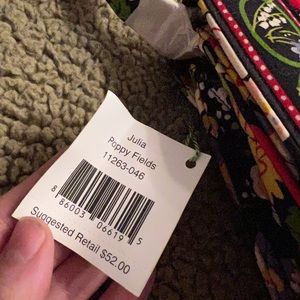 Julia
Poppy Fields
11263-046
8 86003 06619 5
Suggested Retail $52.00